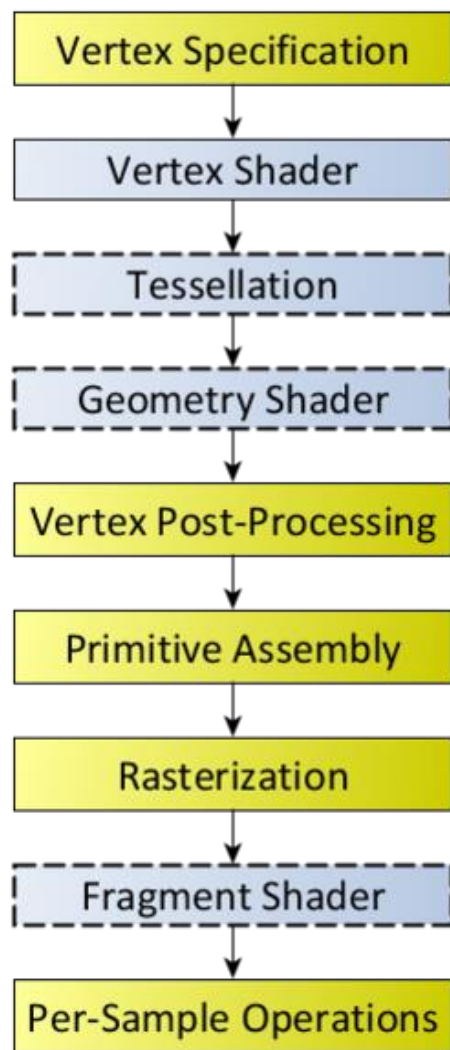 Vertex Specification
Vertex Shader
Tessellation
Geometry Shader
Vertex Post-Processing
Primitive Assembly
Rasterization
Fragment Shader
Per-Sample Operations